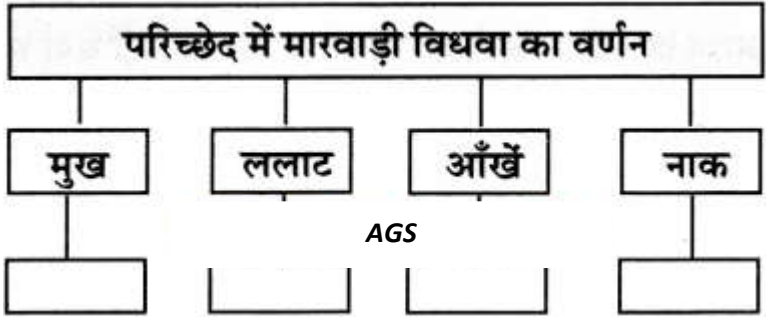 परिच्छेद में मारवाड़ी विधवा का वर्णन
मुख ललाट आँखें नाक
AGS